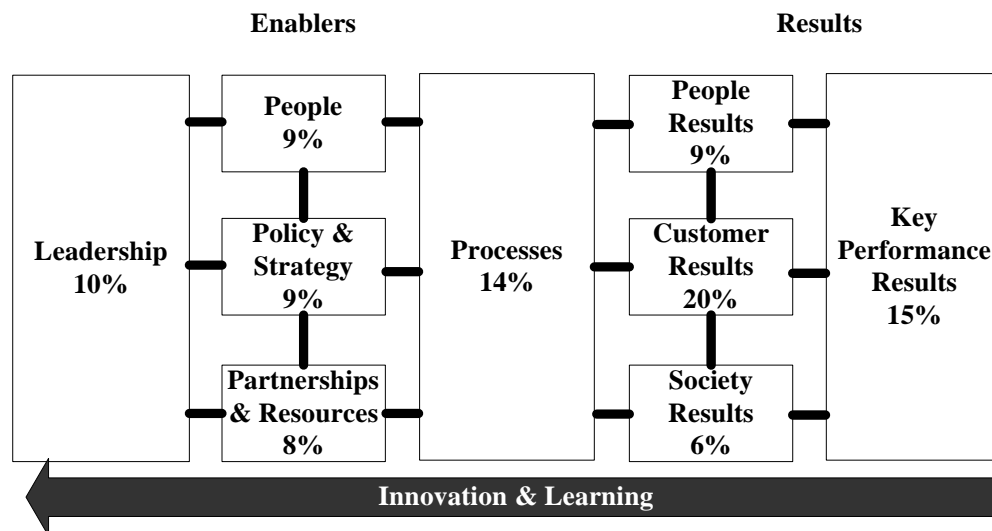 Enablers
Results
Leadership
10%
People
9%
Policy &
Strategy
9%
Partnerships
& Resources
8%
Processes
14%
People
Results
9%
Customer
Results
20%
Society
Results
6%
Key
Performance
Results
15%
Innovation & Learning